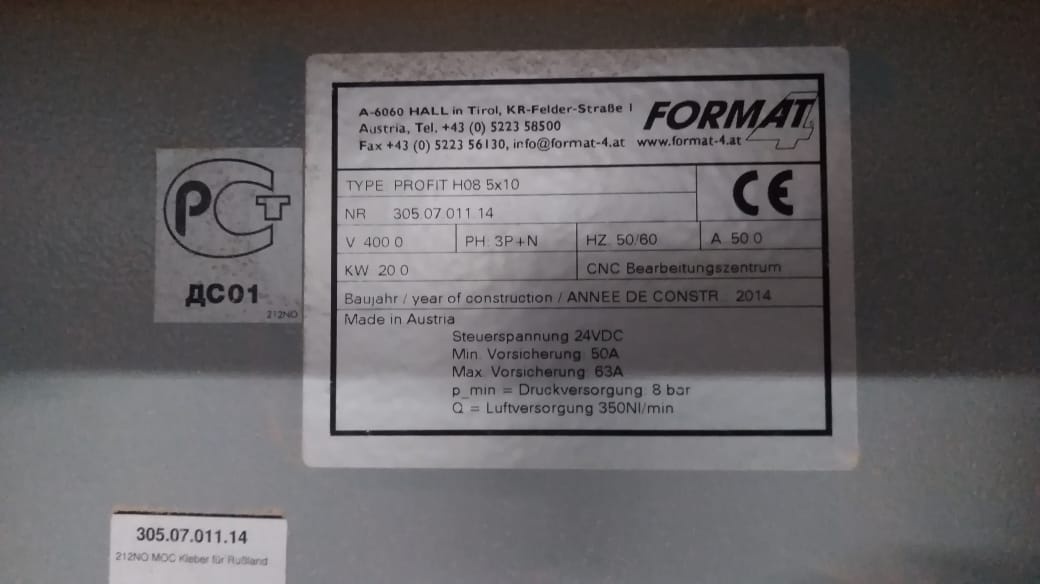 A-6060 HALL in Tirol, KR-Felder-Straße 1
Austria, Tel. +43 (0) 5223 58500
Fax +43 (0) 5223 56130, info@format-4.at www.format-4.at
FORMAT 4
TYPE PROFIT H08 5x10
NR 305.07.011.14
CE
V 400.0 PH. 3P+N HZ. 50/60 A. 50.0
KW 20.0 CNC Bearbeitungszentrum
Baujahr / year of construction / ANNEE DE CONSTR. 2014
Made in Austria
Steuerspannung 24VDC
Min. Vorsicherung: 50A
Max. Vorsicherung: 63A
p_min = Druckversorgung: 8 bar
Q = Luftversorgung 350Nl/min
РСТ
ДС01
212NO
305.07.011.14
212NO MOC Kleber für Rußland